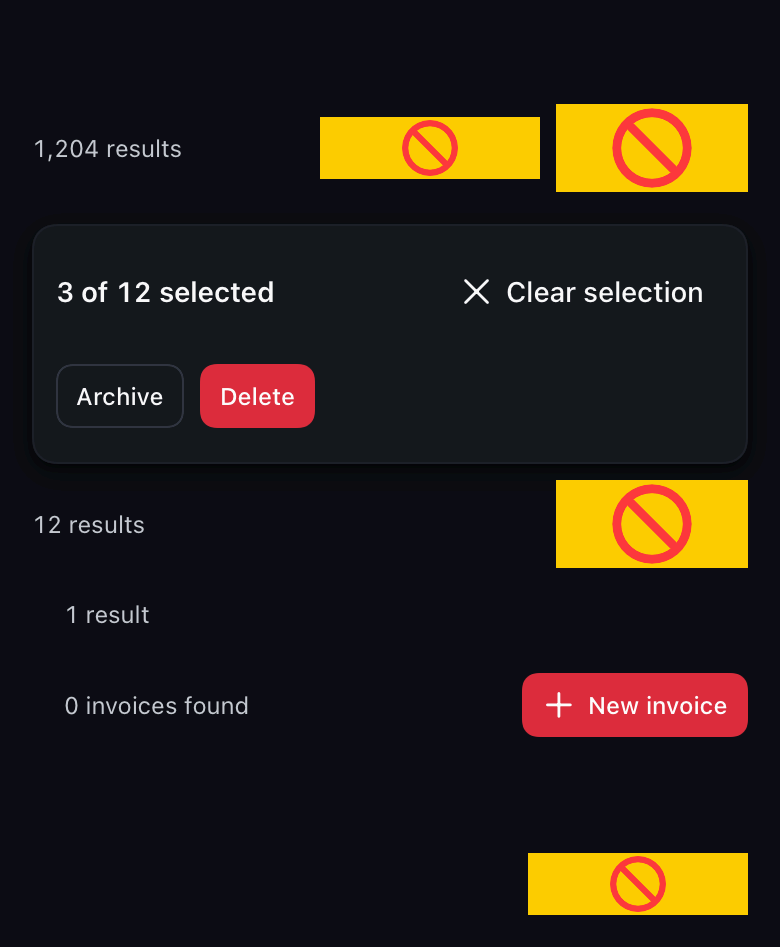 1,204 results
3 of 12 selected
Clear selection
Archive
Delete
12 results
1 result
0 invoices found
New invoice